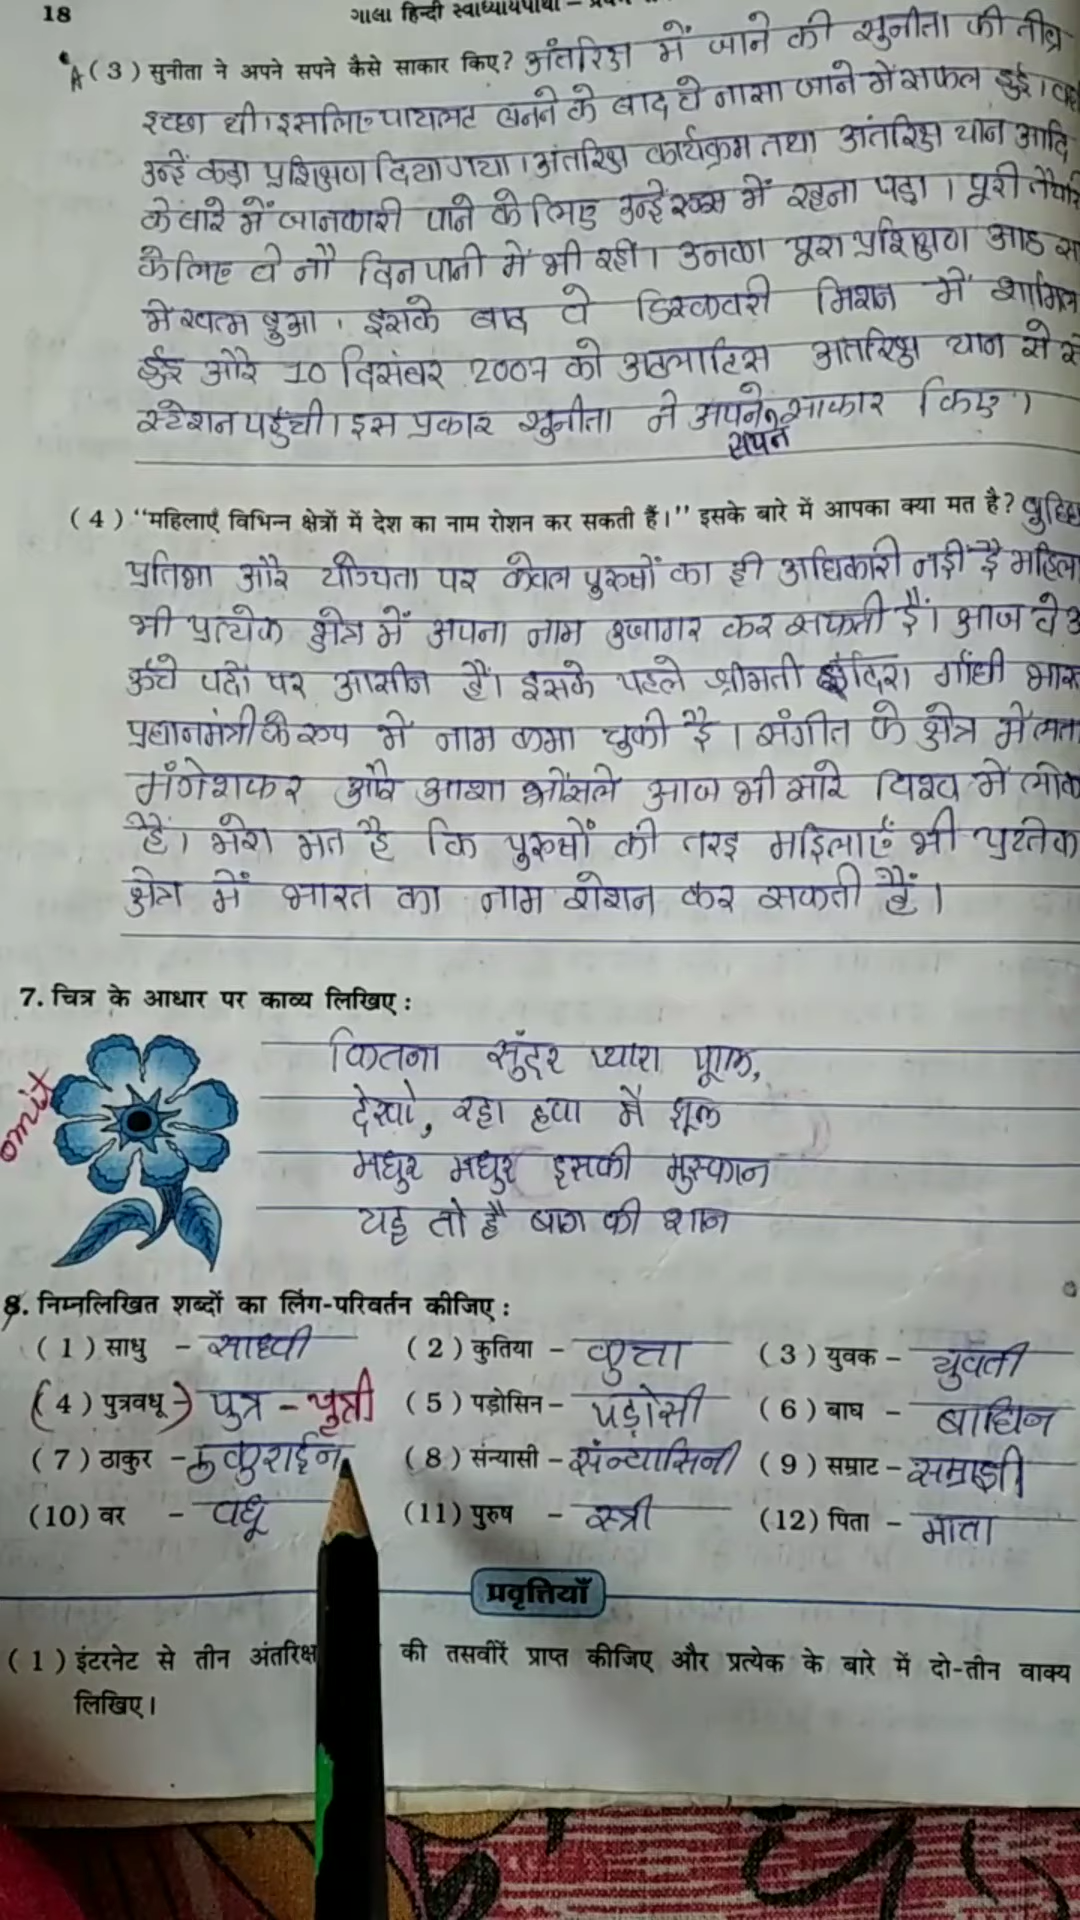 18
गाला हिन्दी स्वाध्यायपोथी –
(3) सुनीता ने अपने सपने कैसे साकार किए? अंतरिक्ष में जाने की सुनीता की तीव्र
इच्छा थी। इसलिए पायलट बनने के बाद वे नासा जाने में सफल हुई।
उन्हें कड़ा प्रशिक्षण दिया गया। अंतरिक्ष कार्यक्रम तथा अंतरिक्ष यान आदि
के बारे में जानकारी पाने के लिए उन्हे रूस में रहना पड़ा। पूरी
के लिए वे नौ दिन पानी में भी रही। उनका पूरा प्रशिक्षण आठ
में खत्म हुआ। इसके बाद वे डिस्कवरी मिशन में शामिल
हुई और 10 दिसंबर 2007 को अटलांटिस अंतरिक्ष यान से
स्टेशन पहुंची। इस प्रकार सुनीता ने अपने साकार किए।
सपने
(4) "महिलाएँ विभिन्न क्षेत्रों में देश का नाम रोशन कर सकती हैं।" इसके बारे में आपका क्या मत है?
प्रतिभा और योग्यता पर केवल पुरुषों का ही अधिकारी नहीं है
भी प्रत्येक क्षेत्र में अपना नाम उजागर कर सकती हैं। आज वे
ऊंचे पदों पर आसीन हैं। इसके पहले श्रीमती इंदिरा गाँधी
प्रधानमंत्री के रूप में नाम कमा चुकी है। संगीत के क्षेत्र में लता
मंगेशकर और आशा भोंसले आज भी सारे विश्व में
हैं। मेरा मत है कि पुरुषों की तरह महिलाएँ भी प्रत्येक
क्षेत्र में भारत का नाम रोशन कर सकती हैं।
7. चित्र के आधार पर काव्य लिखिए :
omit
कितना सुंदर प्यारा फूल,
देखो, रहा हवा मै झूल
मधुर मधुर इसकी मुस्कान
यह तो है बाग की शान
8. निम्नलिखित शब्दों का लिंग-परिवर्तन कीजिए :
(1) साधु – साध्वी (2) कुतिया – कुत्ता (3) युवक – युवती
(4) पुत्रवधू – पुत्र – पुत्री (5) पड़ोसिन – पड़ोसी (6) बाघ – बाघिन
(7) ठाकुर – ठकुराईन (8) संन्यासी – संन्यासिनी (9) सम्राट – सम्राज्ञी
(10) वर – वधू (11) पुरुष – स्त्री (12) पिता – माता
प्रवृत्तियाँ
(1) इंटरनेट से तीन अंतरिक्ष की तसवीरें प्राप्त कीजिए और प्रत्येक के बारे में दो-तीन वाक्य
लिखिए।